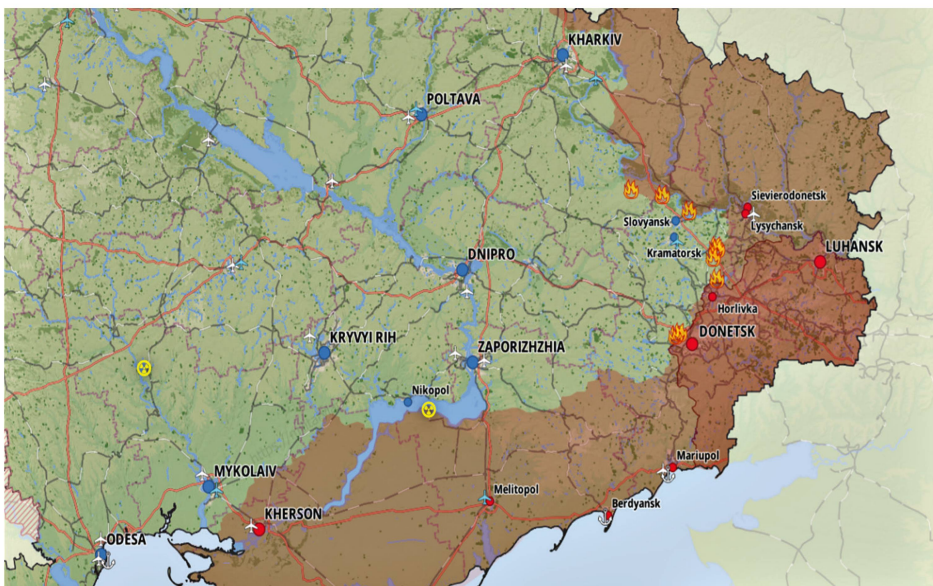 KHARKIV
POLTAVA
Sievierodonetsk
Slovyansk
Lysychansk
Kramatorsk
LUHANSK
DNIPRO
Horlivka
KRYVYI RIH
DONETSK
ZAPORIZHZHIA
Nikopol
Mariupol
MYKOLAIV
Melitopol
Berdyansk
KHERSON
ODESA